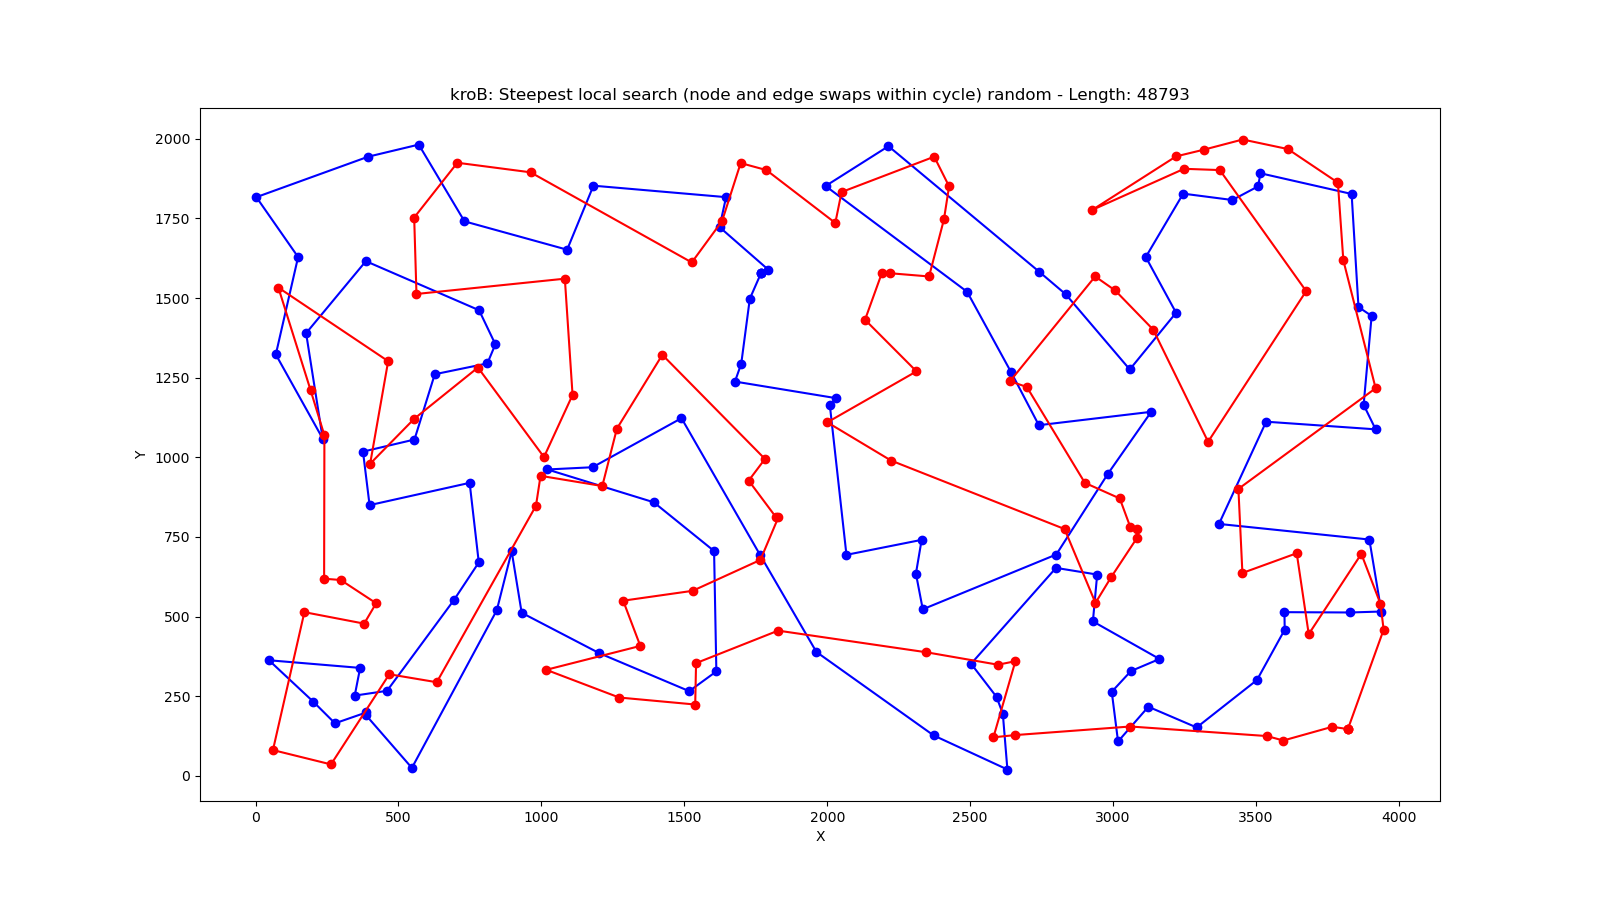 kroB: Steepest local search (node and edge swaps within cycle) random - Length: 48793
2000
1750
1500
1250
1000
750
500
250
0
Y
0 500 1000 1500 2000 2500 3000 3500 4000
X